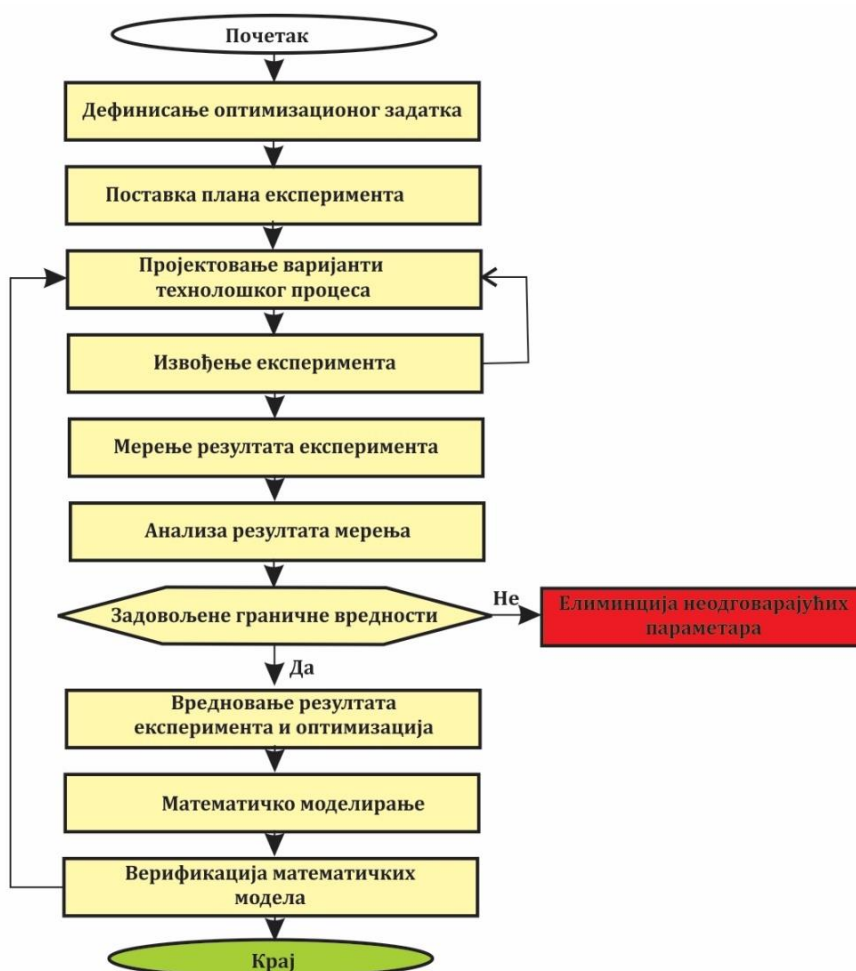 Почетак
Дефинисање оптимизационог задатка
Поставка плана експеримента
Пројектовање варијанти
технолошког процеса
Извођење експеримента
Мерење резултата експеримента
Анализа резултата мерења
Задовољене граничне вредности
Не
Елиминција неодговарајућих
параметара
Да
Вредновање резултата
експеримента и оптимизација
Математичко моделирање
Верификација математичких
модела
Крај